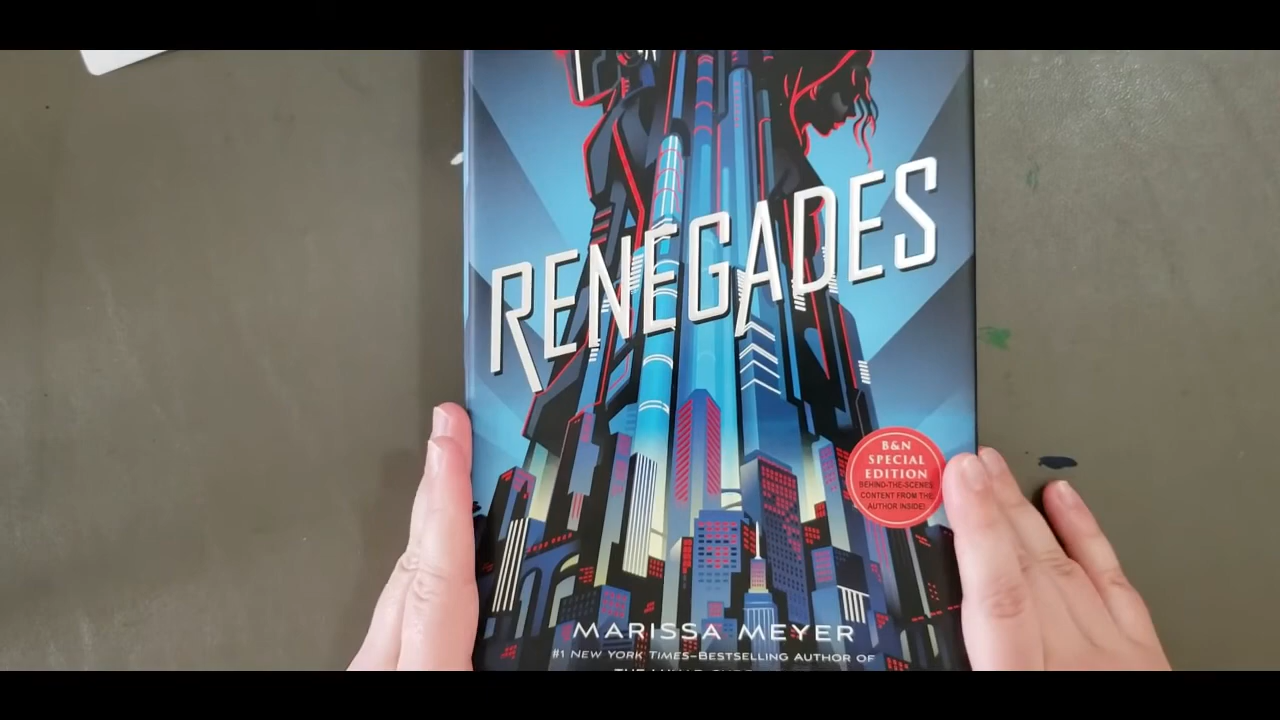 RENEGADES
B&N
SPECIAL
EDITION
BEHIND-THE-SCENES
CONTENT FROM THE
AUTHOR INSIDE!
MARISSA MEYER
#1 NEW YORK TIMES–BESTSELLING AUTHOR OF